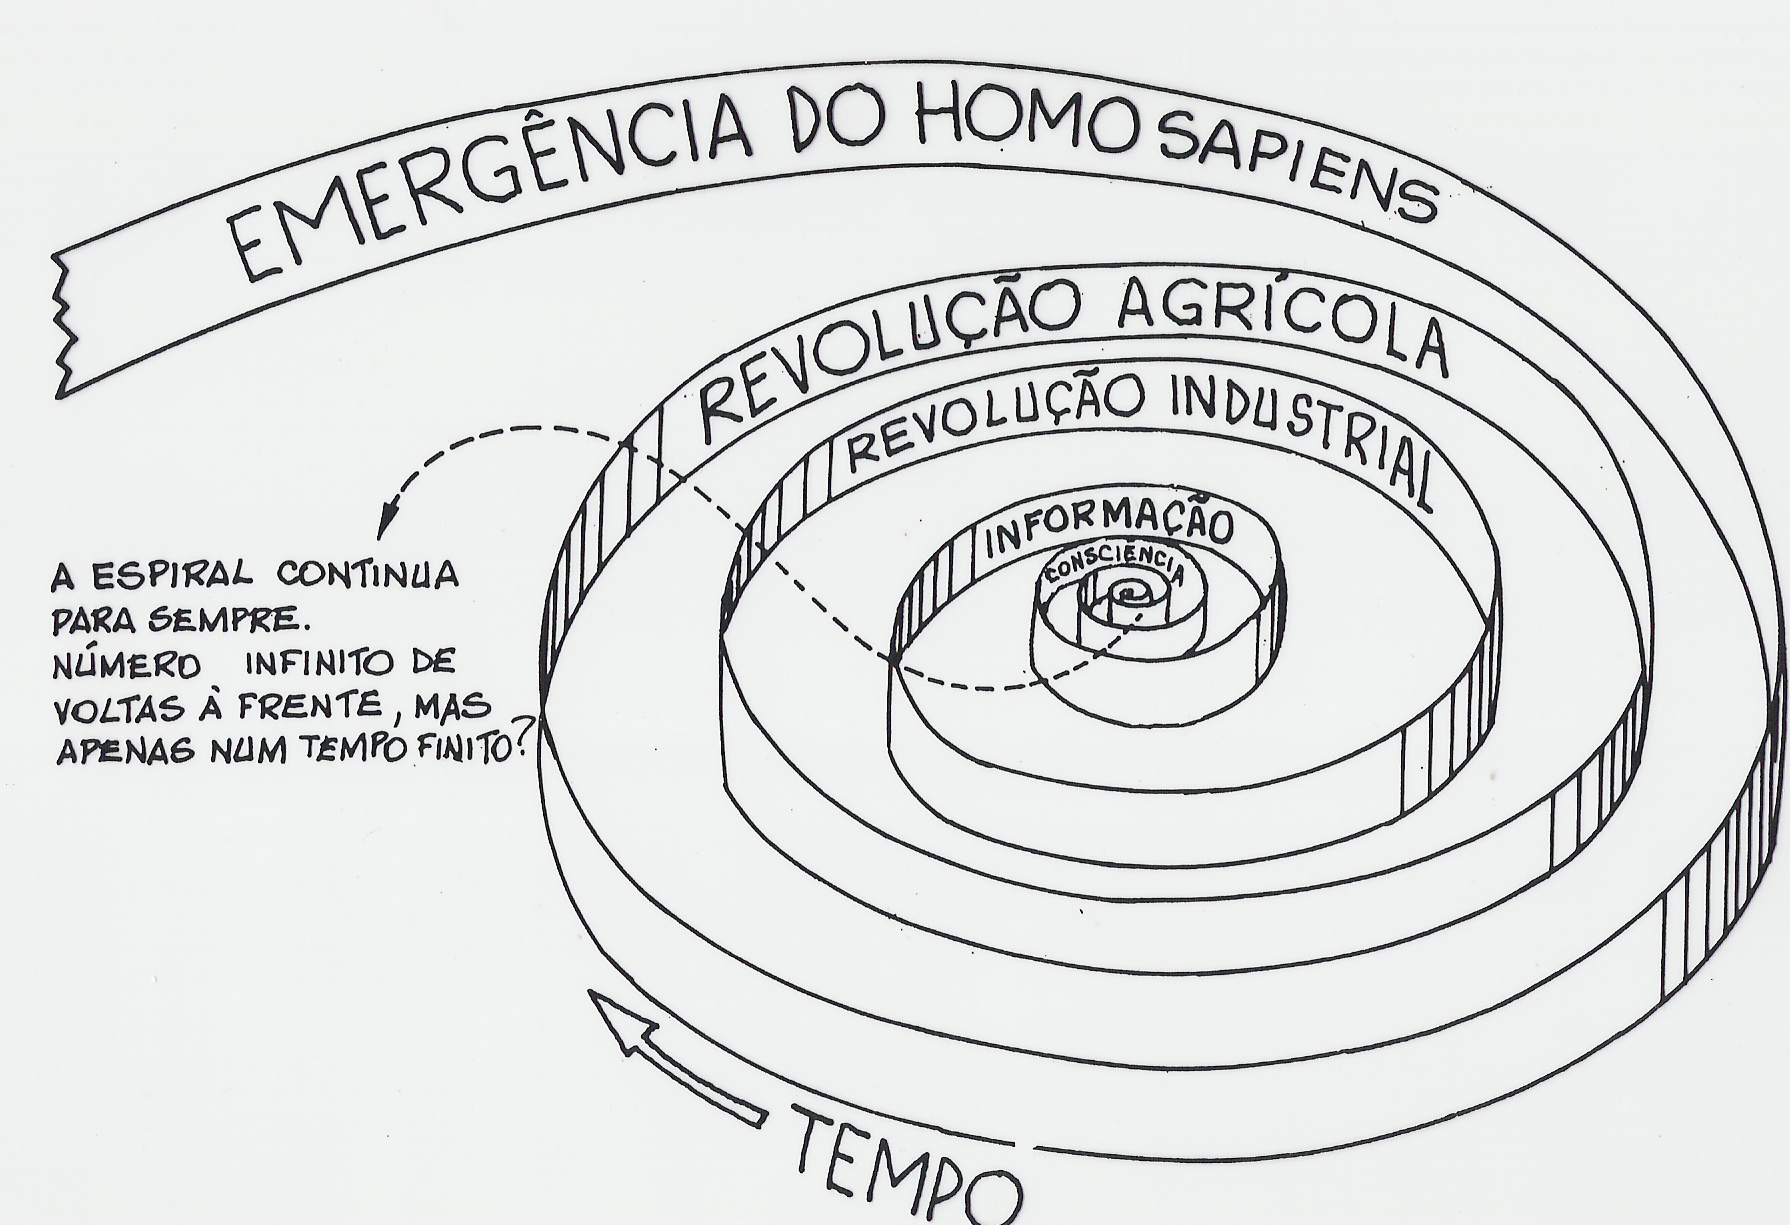 EMERGÊNCIA DO HOMO SAPIENS
REVOLUÇÃO AGRÍCOLA
REVOLUÇÃO INDUSTRIAL
INFORMAÇÃO
CONSCIÊNCIA
A ESPIRAL CONTINUA
PARA SEMPRE.
NÚMERO INFINITO DE
VOLTAS À FRENTE, MAS
APENAS NUM TEMPO FINITO?
TEMPO